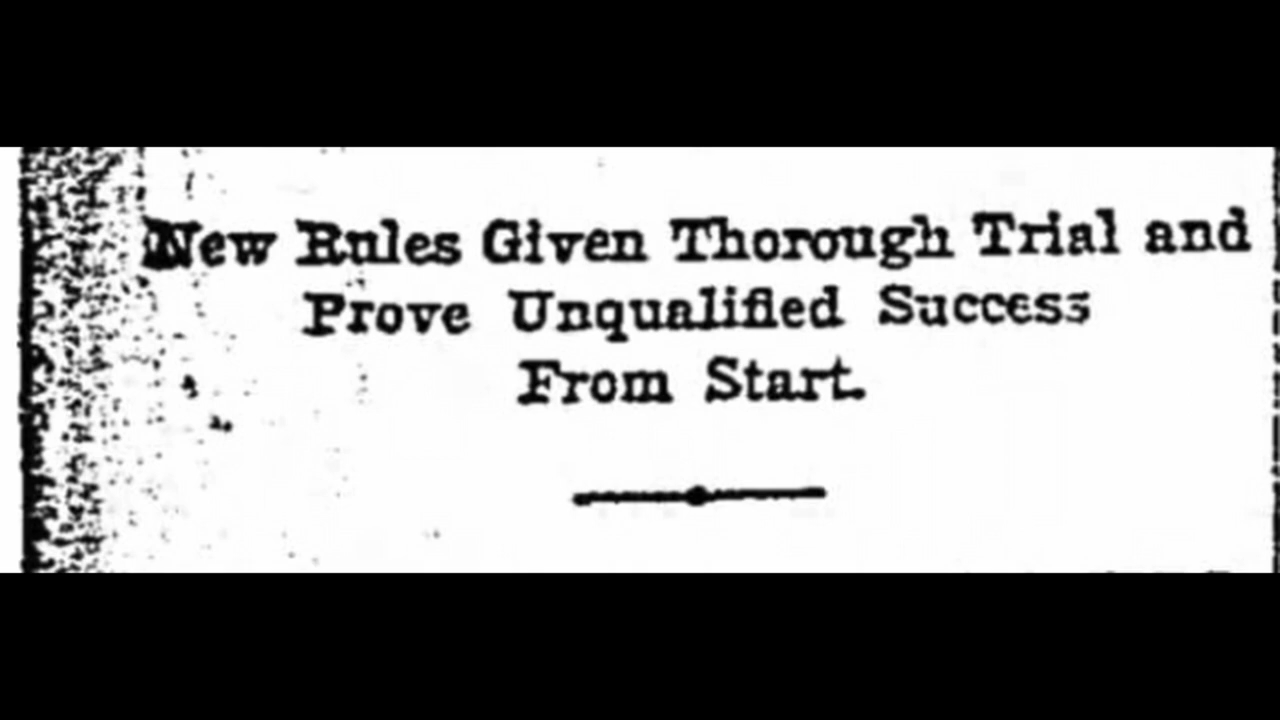 New Rules Given Thorough Trial and
Prove Unqualified Success
From Start.